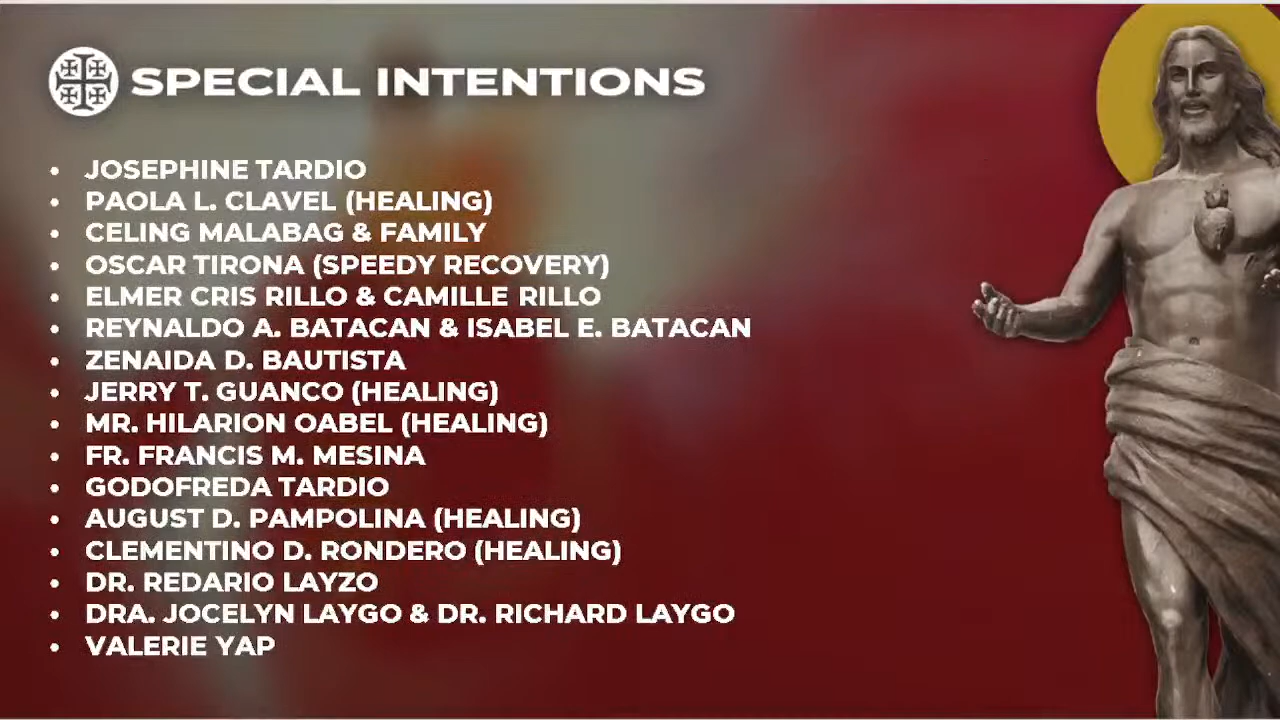 SPECIAL INTENTIONS
• JOSEPHINE TARDIO
• PAOLA L. CLAVEL (HEALING)
• CELING MALABAG & FAMILY
• OSCAR TIRONA (SPEEDY RECOVERY)
• ELMER CRIS RILLO & CAMILLE RILLO
• REYNALDO A. BATACAN & ISABEL E. BATACAN
• ZENAIDA D. BAUTISTA
• JERRY T. GUANCO (HEALING)
• MR. HILARION OABEL (HEALING)
• FR. FRANCIS M. MESINA
• GODOFREDA TARDIO
• AUGUST D. PAMPOLINA (HEALING)
• CLEMENTINO D. RONDERO (HEALING)
• DR. REDARIO LAYZO
• DRA. JOCELYN LAYGO & DR. RICHARD LAYGO
• VALERIE YAP